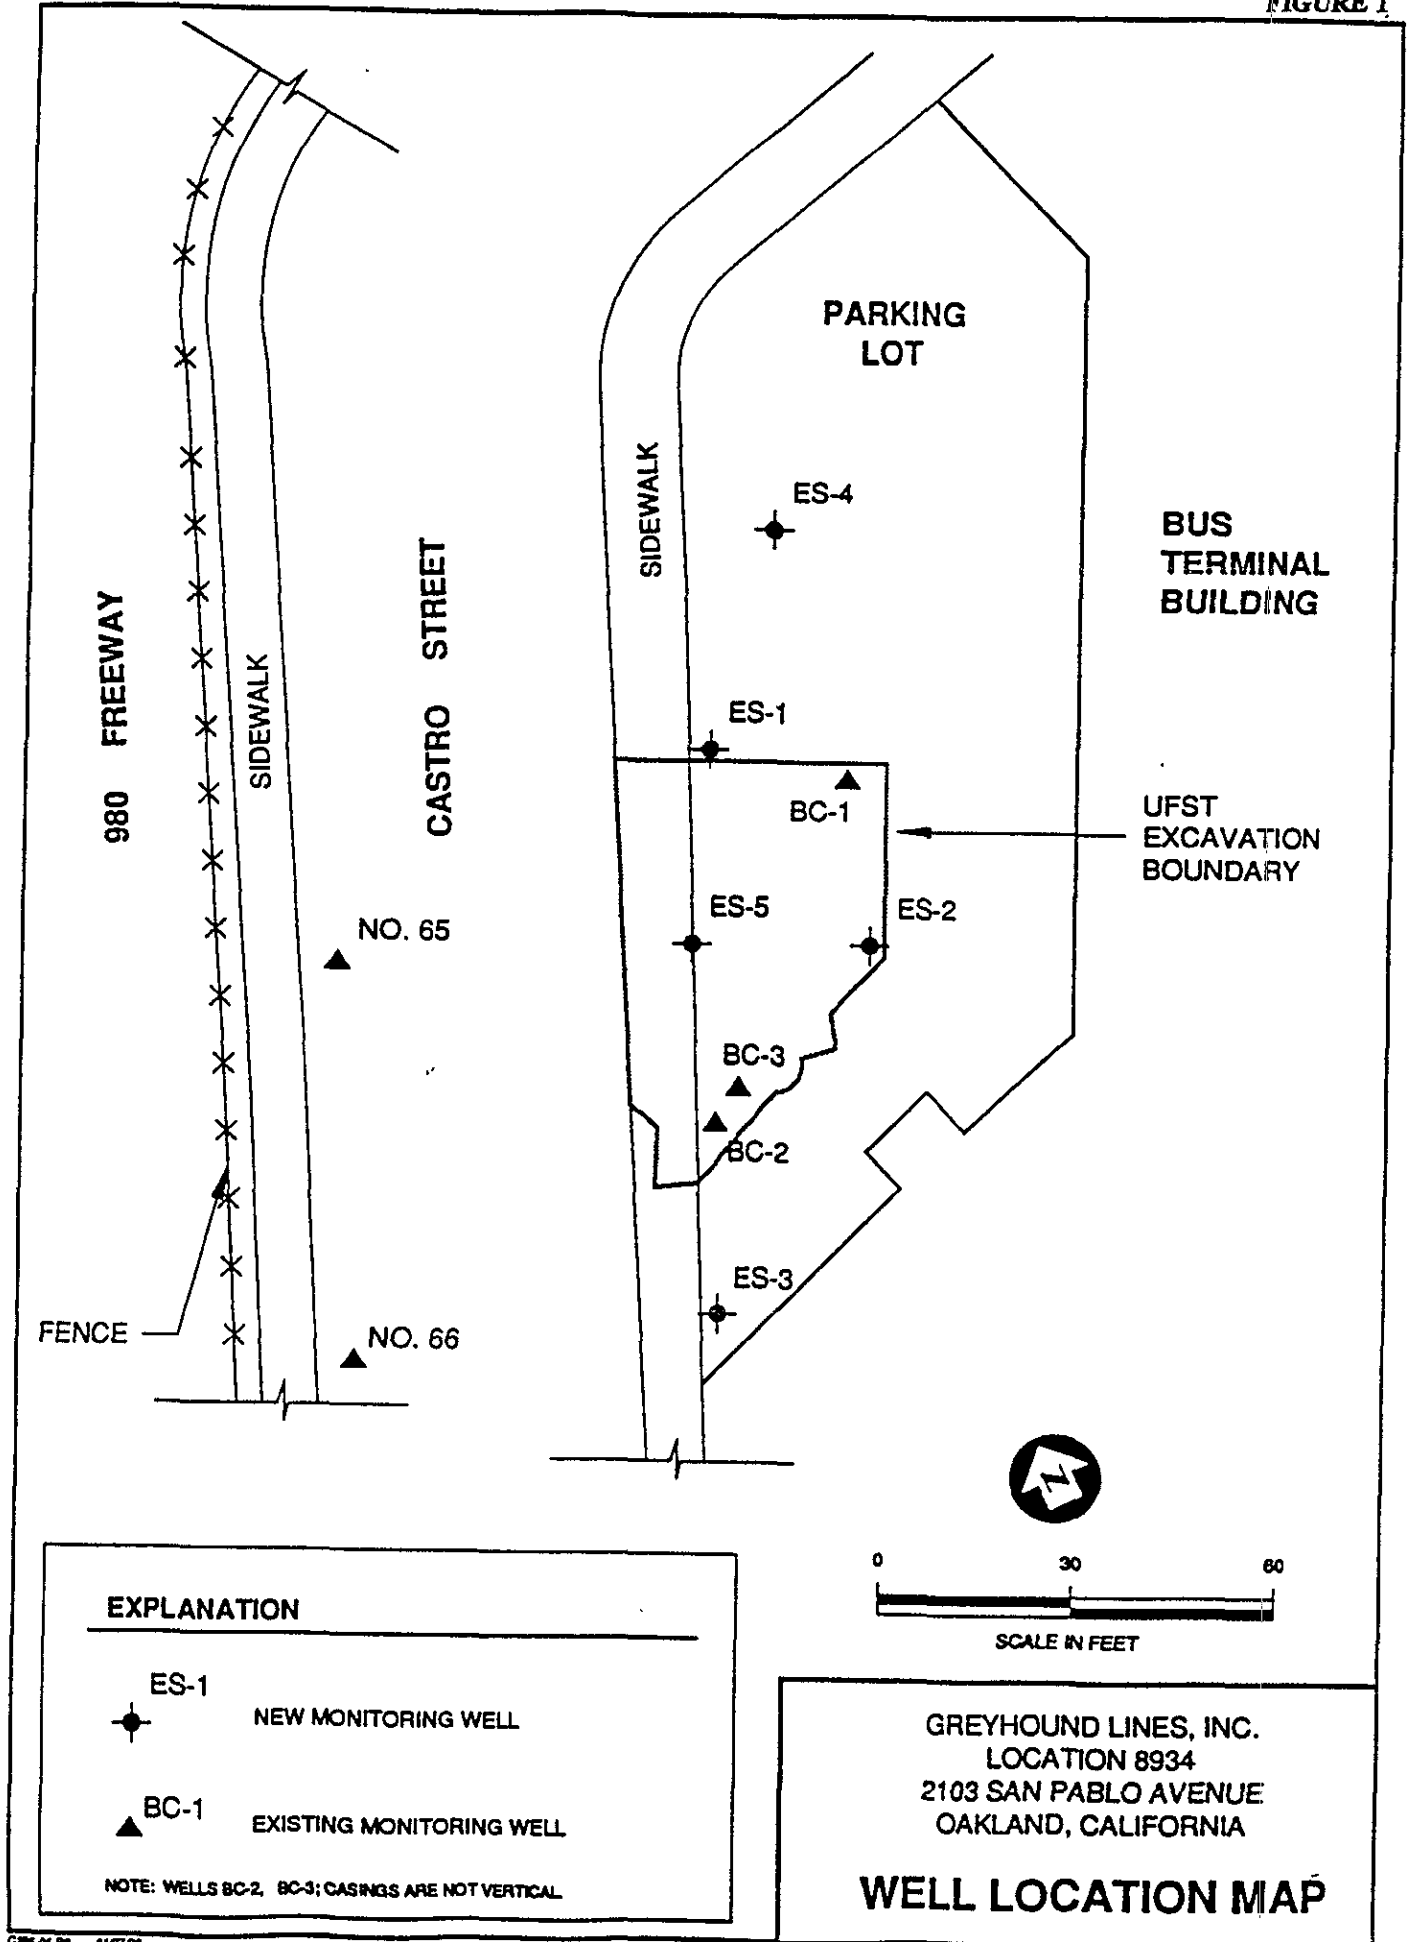 FIGURE 1
PARKING
LOT
SIDEWALK
ES-4
BUS
TERMINAL
BUILDING
980 FREEWAY
SIDEWALK
CASTRO STREET
ES-1
BC-1
UFST
EXCAVATION
BOUNDARY
ES-5
ES-2
NO. 65
BC-3
BC-2
ES-3
FENCE
NO. 66
N
0 30 60
SCALE IN FEET
EXPLANATION
ES-1
NEW MONITORING WELL
BC-1
EXISTING MONITORING WELL
NOTE: WELLS BC-2, BC-3; CASINGS ARE NOT VERTICAL
GREYHOUND LINES, INC.
LOCATION 8934
2103 SAN PABLO AVENUE
OAKLAND, CALIFORNIA
WELL LOCATION MAP